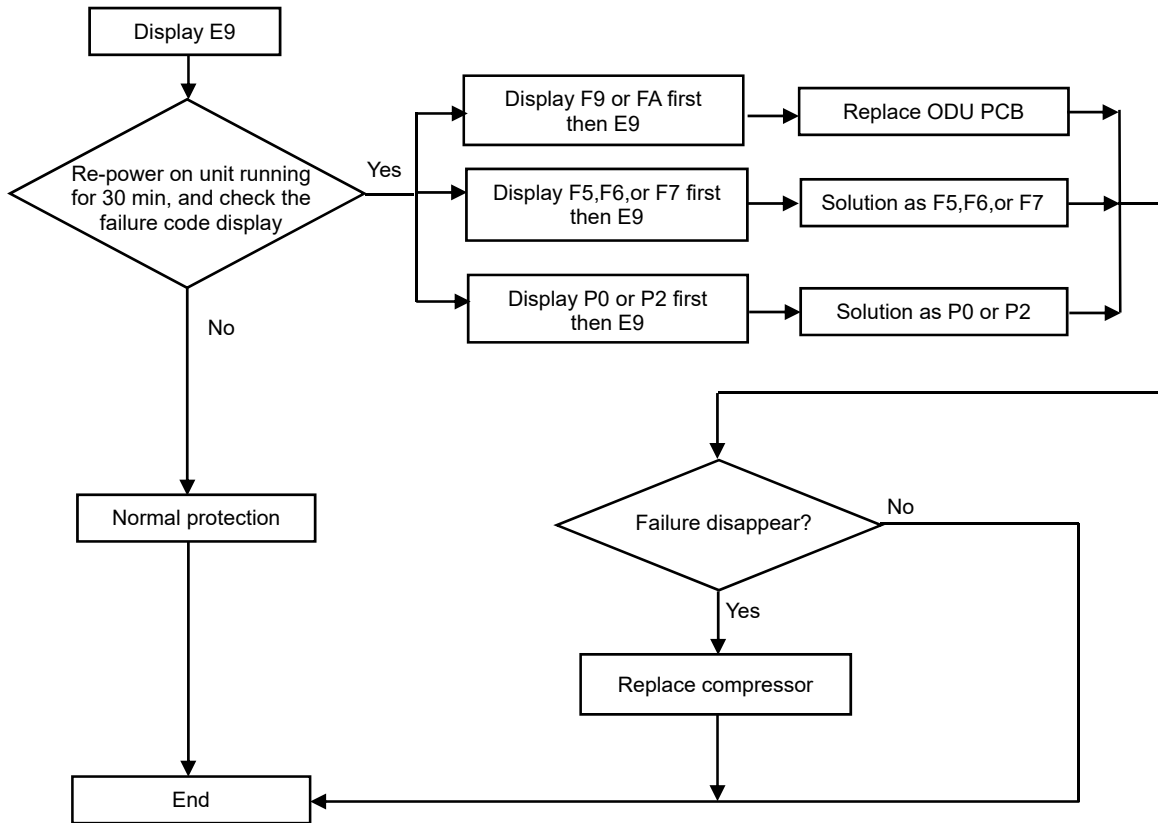 Display E9
Re-power on unit running
for 30 min, and check the
failure code display
Yes
No
Display F9 or FA first
then E9
Replace ODU PCB
Display F5,F6,or F7 first
then E9
Solution as F5,F6,or F7
Display P0 or P2 first
then E9
Solution as P0 or P2
Normal protection
Failure disappear?
No
Yes
Replace compressor
End